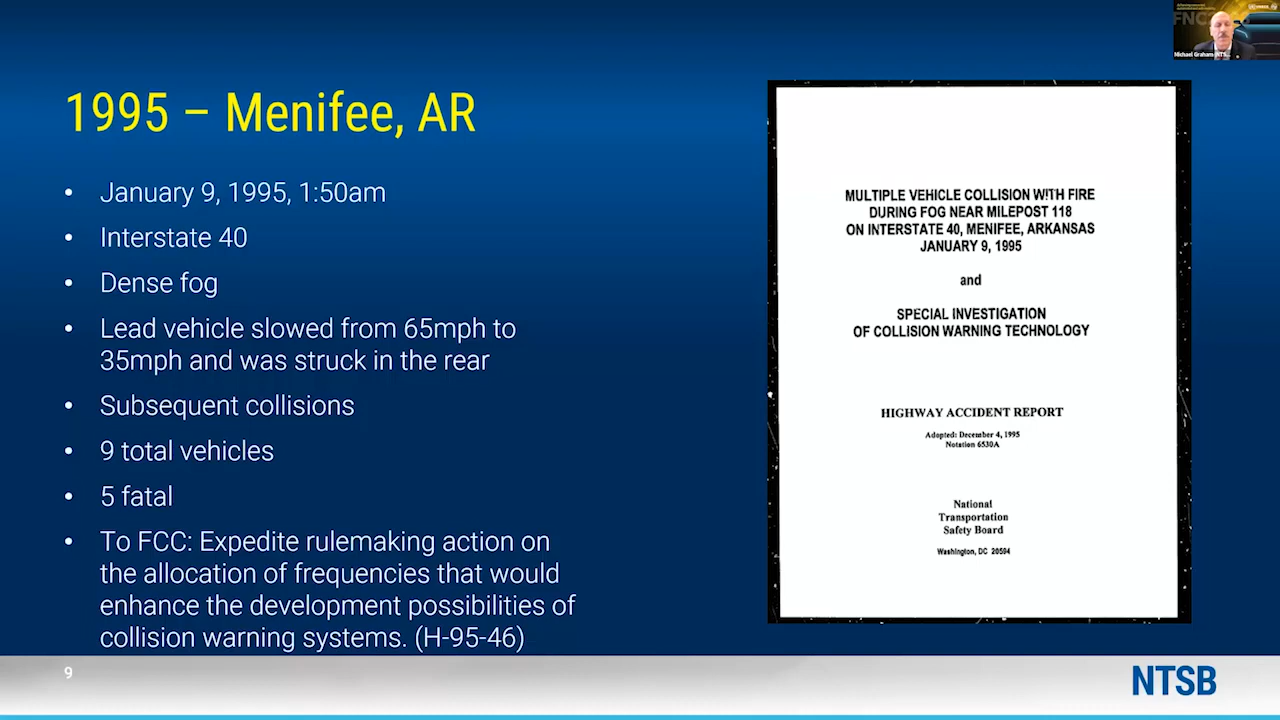 1995 – Menifee, AR
• January 9, 1995, 1:50am
• Interstate 40
• Dense fog
• Lead vehicle slowed from 65mph to
35mph and was struck in the rear
• Subsequent collisions
• 9 total vehicles
• 5 fatal
• To FCC: Expedite rulemaking action on
the allocation of frequencies that would
enhance the development possibilities of
collision warning systems. (H-95-46)
MULTIPLE VEHICLE COLLISION WITH FIRE
DURING FOG NEAR MILEPOST 118
ON INTERSTATE 40, MENIFEE, ARKANSAS
JANUARY 9, 1995
and
SPECIAL INVESTIGATION
OF COLLISION WARNING TECHNOLOGY
HIGHWAY ACCIDENT REPORT
Adopted: December 4, 1995
Notation 6530A
National
Transportation
Safety Board
Washington, DC 20594
Michael Graham (NTS...
9
NTSB